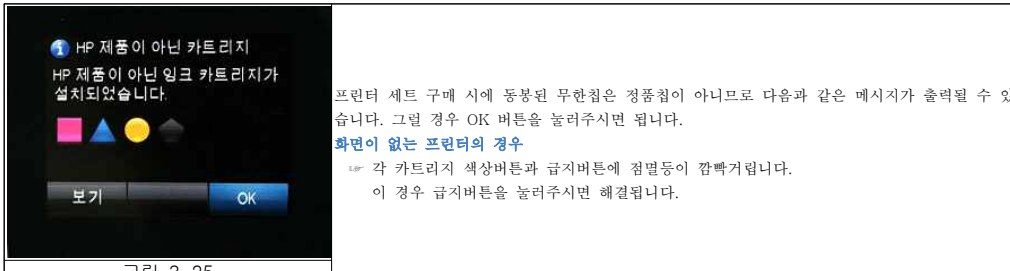 HP 제품이 아닌 카트리지
HP 제품이 아닌 잉크 카트리지가
설치되었습니다.
보기
OK
프린터 세트 구매 시에 동봉된 무한칩은 정품칩이 아니므로 다음과 같은 메시지가 출력될 수 있
습니다. 그럴 경우 OK 버튼을 눌러주시면 됩니다.
화면이 없는 프린터의 경우
☞ 각 카트리지 색상버튼과 급지버튼에 점멸등이 깜빡거립니다.
이 경우 급지버튼을 눌러주시면 해결됩니다.